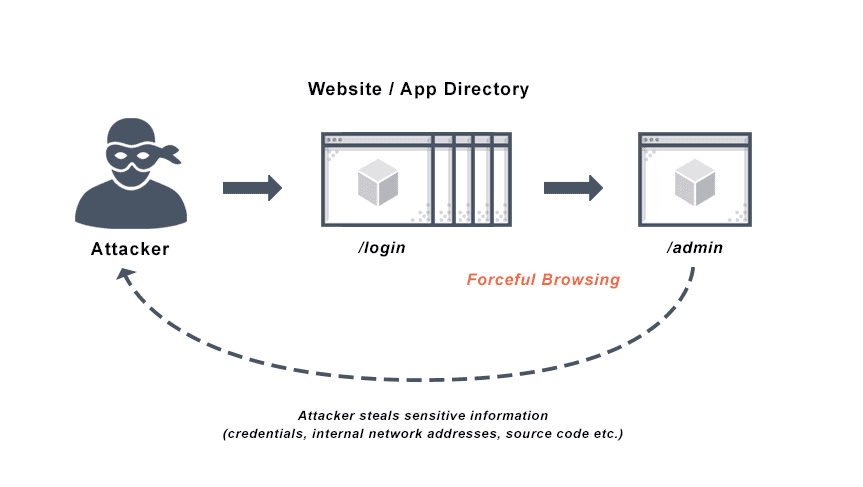 Website / App Directory
Attacker
/login
/admin
Forceful Browsing
Attacker steals sensitive information
(credentials, internal network addresses, source code etc.)